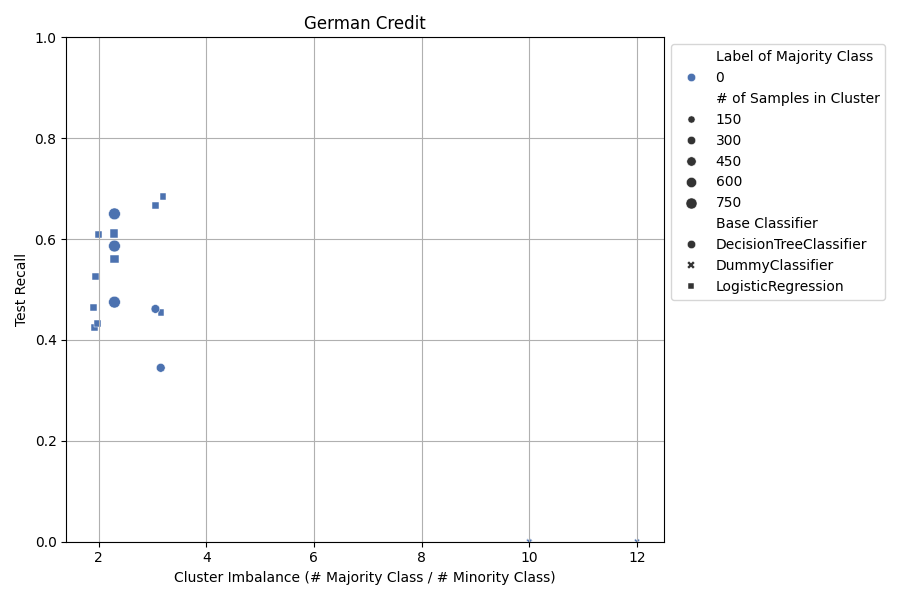 German Credit
1.0
0.8
0.6
0.4
0.2
0.0
Test Recall
2
4
6
8
10
12
Cluster Imbalance (# Majority Class / # Minority Class)
Label of Majority Class
0
# of Samples in Cluster
150
300
450
600
750
Base Classifier
DecisionTreeClassifier
DummyClassifier
LogisticRegression